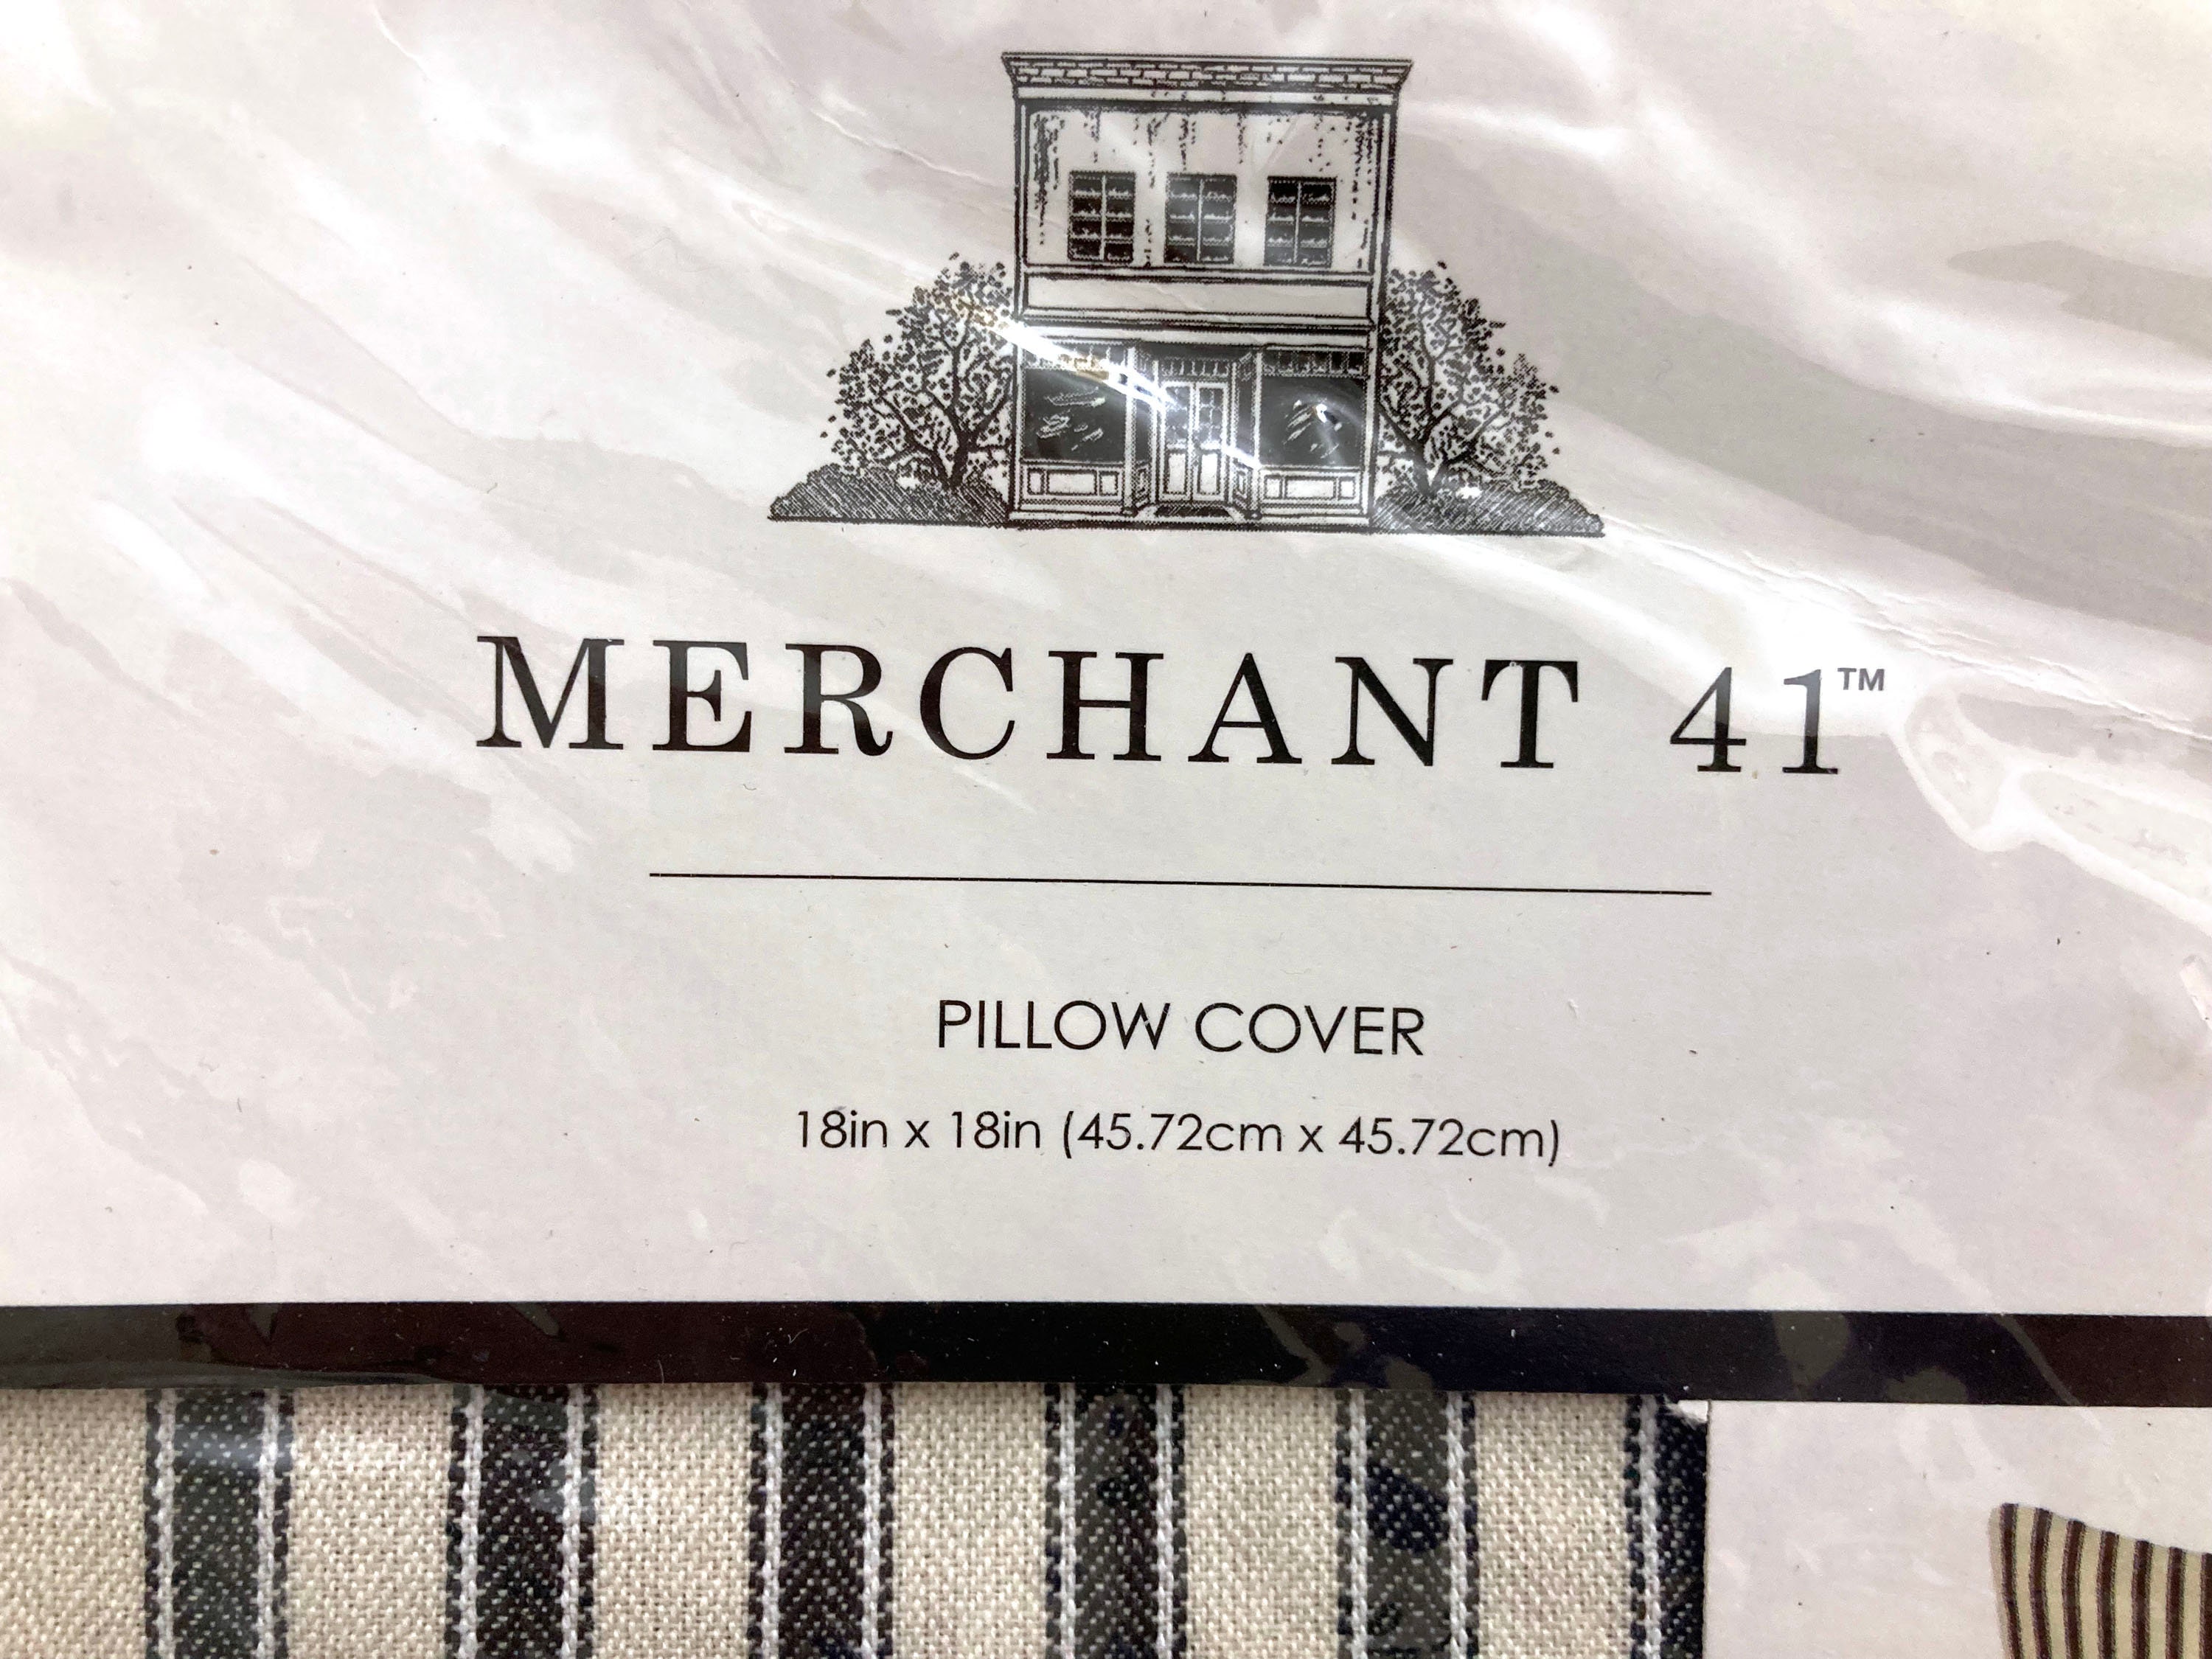 MERCHANT 41™
PILLOW COVER
18in x 18in (45.72cm x 45.72cm)